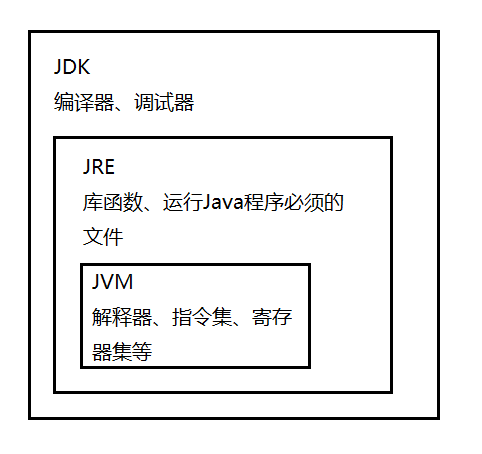 JDK
编译器、调试器
JRE
库函数、运行Java程序必须的
文件
JVM
解释器、指令集、寄存
器集等